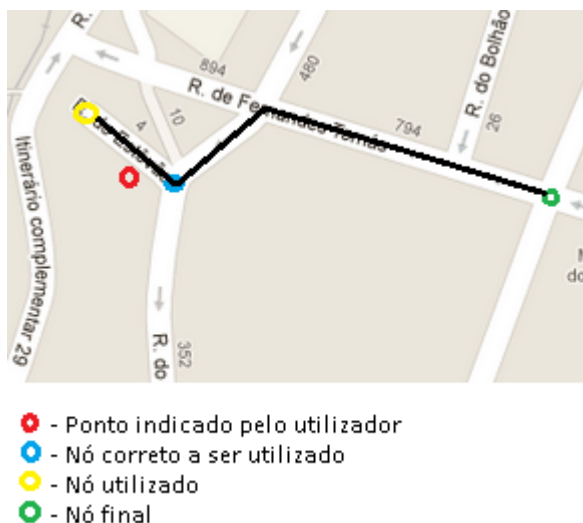 R.
894
480
R. do Bolhão
R. de Fernandes Tomás
794
26
4
10
Itinerário complementar 29
R. do
352
do
- Ponto indicado pelo utilizador
- Nó correto a ser utilizado
- Nó utilizado
- Nó final